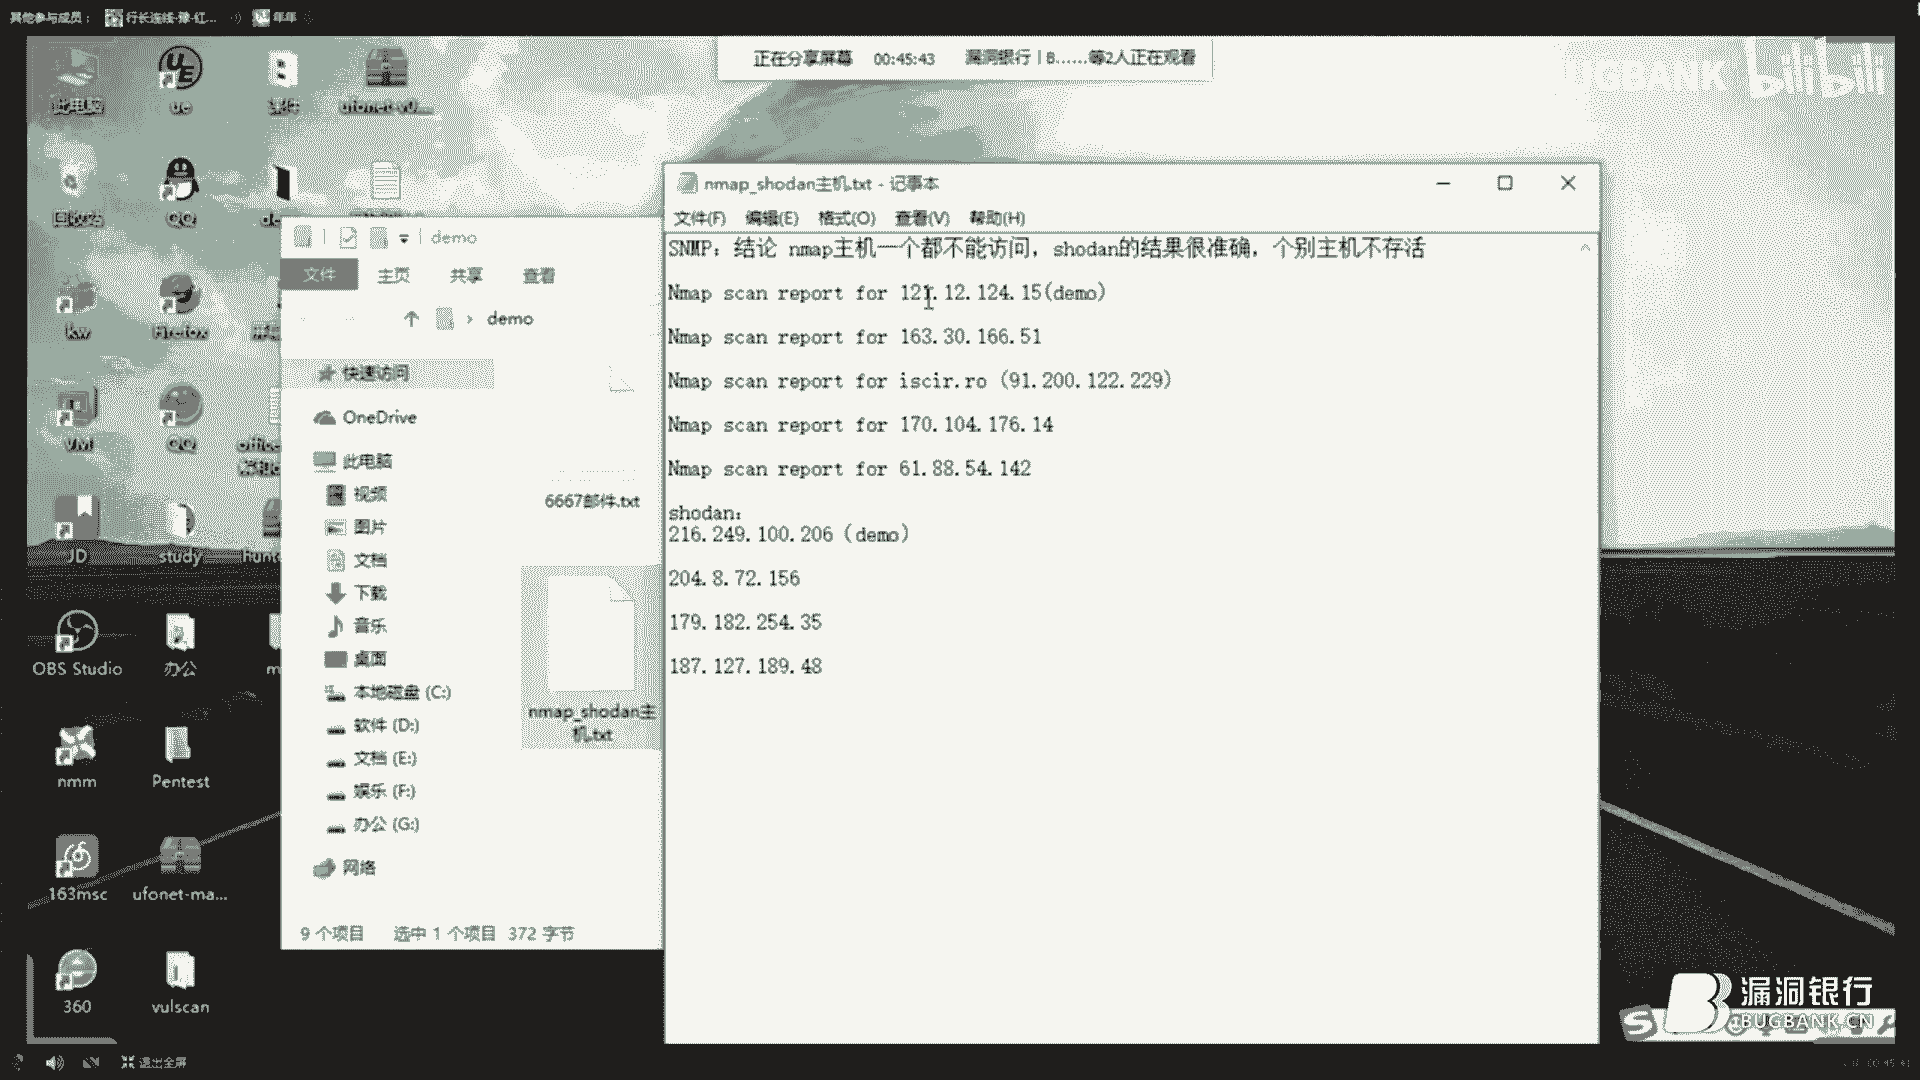 其他参与成员：
行长连线-豫-红...
年年
正在分享屏幕 00:45:43 漏洞银行 | B......等2人正在观看
BUGBANK bilibili
此电脑
ue
回收站
QQ
kw
Firefox
QQ
JD
study
OBS Studio
办公
nmm
Pentest
163msc
ufonet-ma...
360
vulscan
demo
文件 主页 共享 查看
demo
快速访问
OneDrive
此电脑
视频
图片
文档
下载
音乐
桌面
本地磁盘 (C:)
软件 (D:)
文档 (E:)
娱乐 (F:)
办公 (G:)
网络
6667邮件.txt
nmap_shodan主
机.txt
9 个项目 选中 1 个项目 372 字节
nmap_shodan主机.txt - 记事本
文件(F) 编辑(E) 格式(O) 查看(V) 帮助(H)
SNMP：结论 nmap主机一个都不能访问，shodan的结果很准确，个别主机不存活
Nmap scan report for 121.12.124.15(demo)
Nmap scan report for 163.30.166.51
Nmap scan report for iscir.ro (91.200.122.229)
Nmap scan report for 170.104.176.14
Nmap scan report for 61.88.54.142
shodan：
216.249.100.206（demo）
204.8.72.156
179.182.254.35
187.127.189.48
漏洞银行
BUGBANK.CN
退出全屏